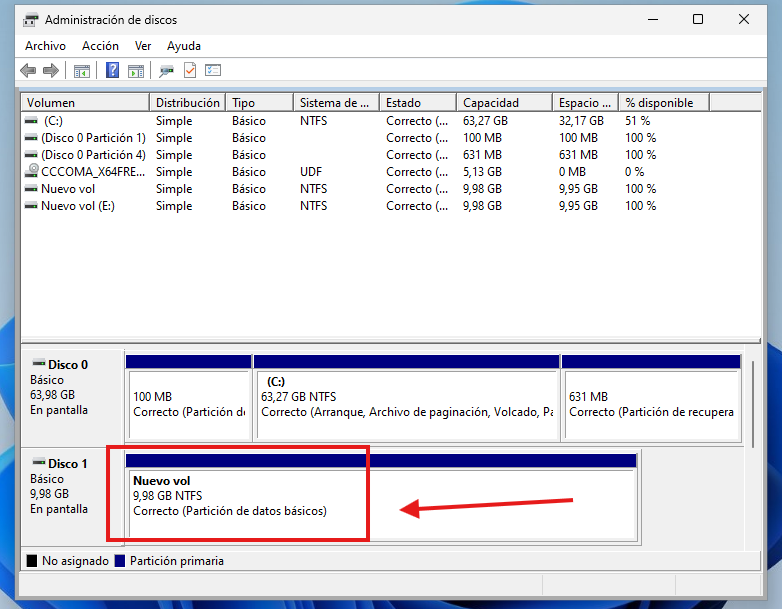 Administración de discos
Archivo Acción Ver Ayuda
Volumen Distribución Tipo Sistema de ... Estado Capacidad Espacio ... % disponible
(C:) Simple Básico NTFS Correcto (... 63,27 GB 32,17 GB 51 %
(Disco 0 Partición 1) Simple Básico Correcto (... 100 MB 100 MB 100 %
(Disco 0 Partición 4) Simple Básico Correcto (... 631 MB 631 MB 100 %
CCCOMA_X64FRE... Simple Básico UDF Correcto (... 5,13 GB 0 MB 0 %
Nuevo vol Simple Básico NTFS Correcto (... 9,98 GB 9,95 GB 100 %
Nuevo vol (E:) Simple Básico NTFS Correcto (... 9,98 GB 9,95 GB 100 %
Disco 0
Básico
63,98 GB
En pantalla
100 MB
Correcto (Partición de
(C:)
63,27 GB NTFS
Correcto (Arranque, Archivo de paginación, Volcado, Pa
631 MB
Correcto (Partición de recupera
Disco 1
Básico
9,98 GB
En pantalla
Nuevo vol
9,98 GB NTFS
Correcto (Partición de datos básicos)
No asignado Partición primaria